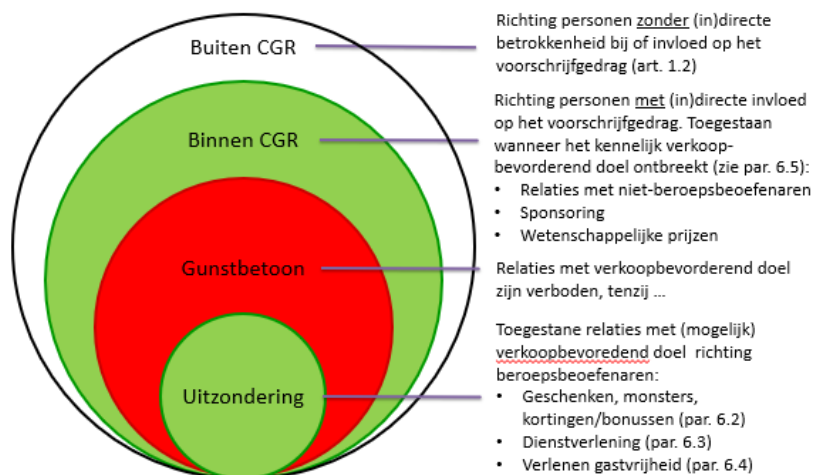 Buiten CGR
Richting personen zonder (in)directe
betrokkenheid bij of invloed op het
voorschrijfgedrag (art. 1.2)
Binnen CGR
Richting personen met (in)directe invloed
op het voorschrijfgedrag. Toegestaan
wanneer het kennelijk verkoop-
bevorderend doel ontbreekt (zie par. 6.5):
• Relaties met niet-beroepsbeoefenaren
• Sponsoring
• Wetenschappelijke prijzen
Gunstbetoon
Relaties met verkoopbevorderend doel
zijn verboden, tenzij ...
Uitzondering
Toegestane relaties met (mogelijk)
verkoopbevoredend doel richting
beroepsbeoefenaren:
• Geschenken, monsters,
kortingen/bonussen (par. 6.2)
• Dienstverlening (par. 6.3)
• Verlenen gastvrijheid (par. 6.4)